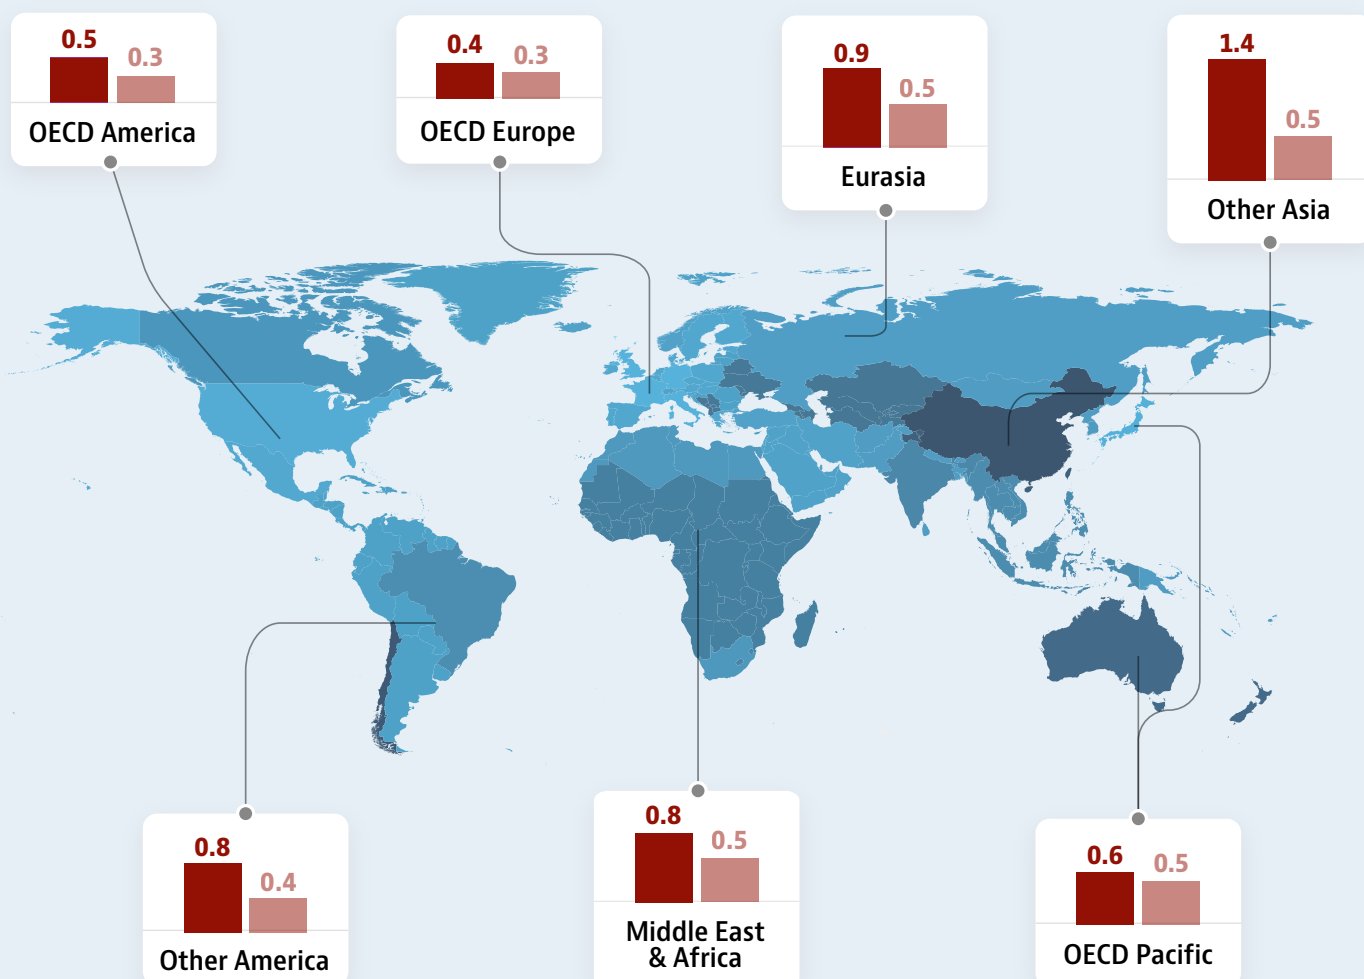 0.5
0.3
OECD America
0.4
0.3
OECD Europe
0.9
0.5
Eurasia
1.4
0.5
Other Asia
0.8
0.4
Other America
0.8
0.5
Middle East
& Africa
0.6
0.5
OECD Pacific